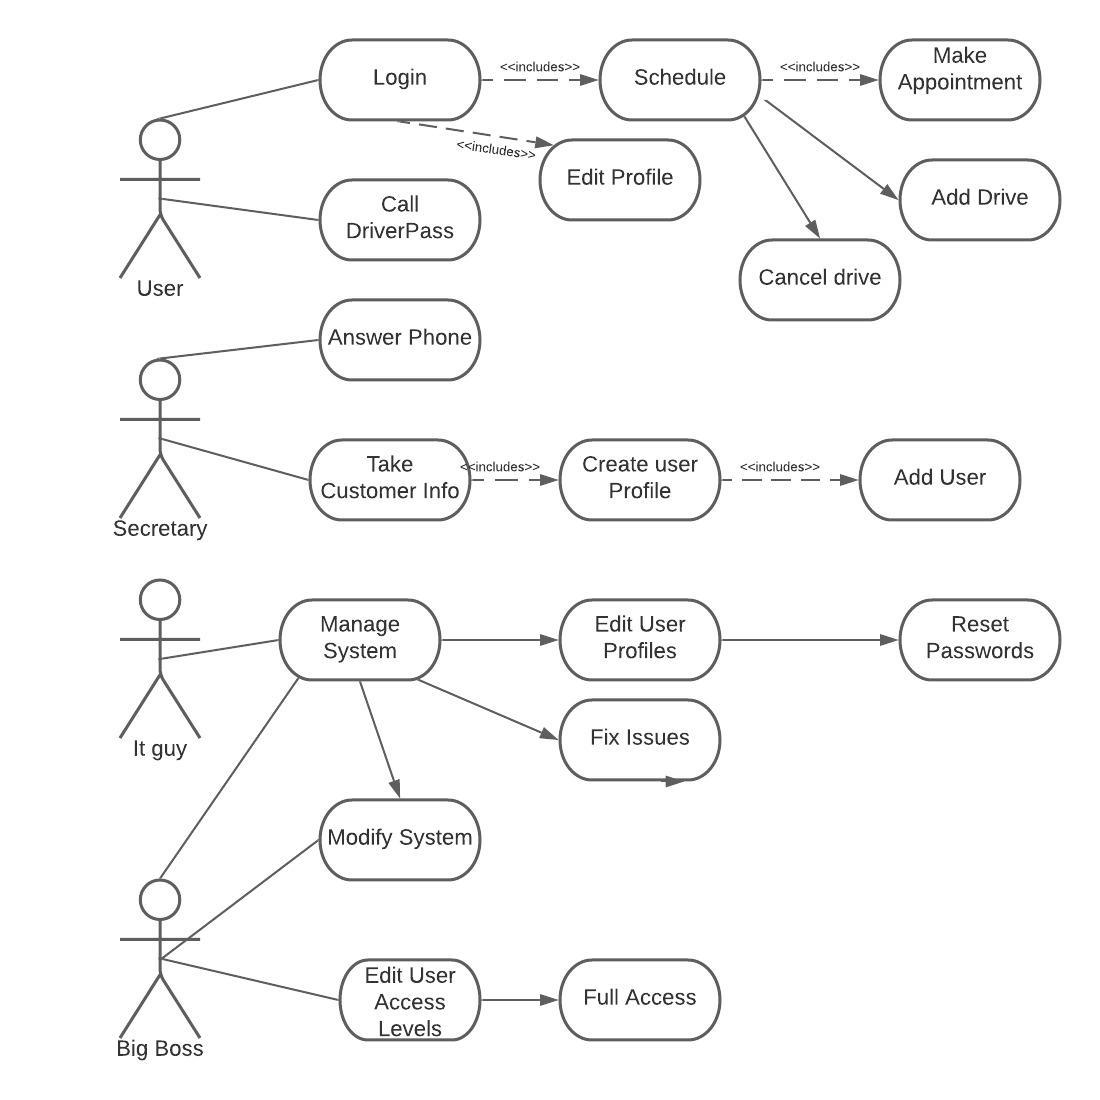 Login
<<includes>>
Schedule
<<includes>>
Make
Appointment
<<includes>>
Edit Profile
Add Drive
Cancel drive
Call
DriverPass
User
Answer Phone
Take
Customer Info
<<includes>>
Create user
Profile
<<includes>>
Add User
Secretary
Manage
System
Edit User
Profiles
Reset
Passwords
Fix Issues
It guy
Modify System
Edit User
Access
Levels
Full Access
Big Boss